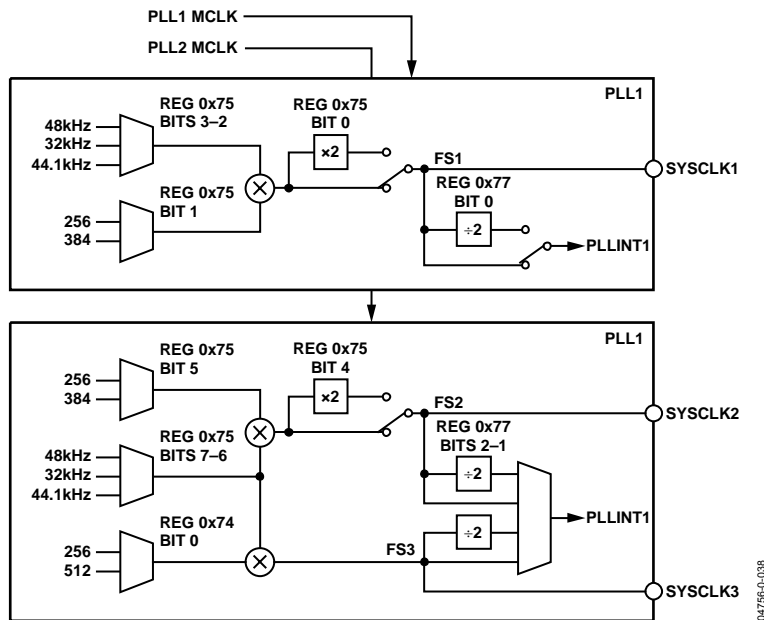 PLL1 MCLK
PLL2 MCLK
PLL1
REG 0x75
BITS 3–2
48kHz
32kHz
44.1kHz
REG 0x75
BIT 0
×2
FS1
SYSCLK1
REG 0x75
BIT 1
256
384
REG 0x77
BIT 0
÷2
PLLINT1
PLL1
REG 0x75
BIT 5
256
384
REG 0x75
BIT 4
×2
FS2
SYSCLK2
REG 0x75
BITS 7–6
48kHz
32kHz
44.1kHz
REG 0x77
BITS 2–1
÷2
PLLINT1
÷2
REG 0x74
BIT 0
256
512
FS3
SYSCLK3
04756-0-038